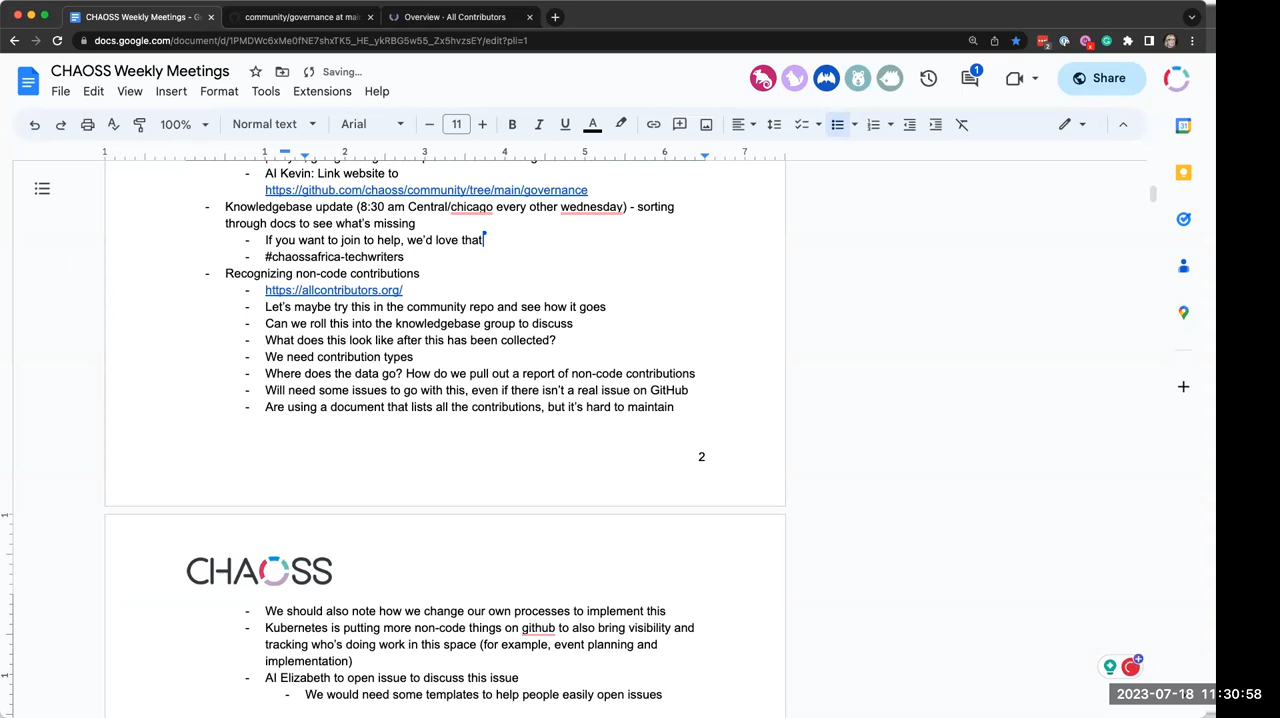 CHAOSS Weekly Meetings - G
community/governance at mai
Overview · All Contributors
docs.google.com/document/d/1PMDWc6xMe0fNE7shxTK5_HE_ykRBG5w55_Zx5hvzsEY/edit?pli=1
CHAOSS Weekly Meetings
Saving...
1
Share
File Edit View Insert Format Tools Extensions Help
100% Normal text Arial 11
1 1 2 3 4 5 6 7
- AI Kevin: Link website to
https://github.com/chaoss/community/tree/main/governance
- Knowledgebase update (8:30 am Central/chicago every other wednesday) - sorting
through docs to see what's missing
- If you want to join to help, we'd love that
- #chaossafrica-techwriters
- Recognizing non-code contributions
- https://allcontributors.org/
- Let's maybe try this in the community repo and see how it goes
- Can we roll this into the knowledgebase group to discuss
- What does this look like after this has been collected?
- We need contribution types
- Where does the data go? How do we pull out a report of non-code contributions
- Will need some issues to go with this, even if there isn't a real issue on GitHub
- Are using a document that lists all the contributions, but it's hard to maintain
2
CHAOSS
- We should also note how we change our own processes to implement this
- Kubernetes is putting more non-code things on github to also bring visibility and
tracking who's doing work in this space (for example, event planning and
implementation)
- AI Elizabeth to open issue to discuss this issue
- We would need some templates to help people easily open issues
2023-07-18 11:30:58